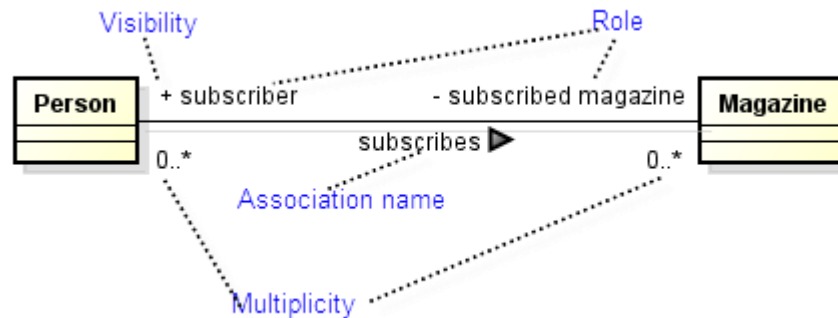 Visibility
Role
Person
+ subscriber
- subscribed magazine
Magazine
subscribes
0..*
0..*
Association name
Multiplicity